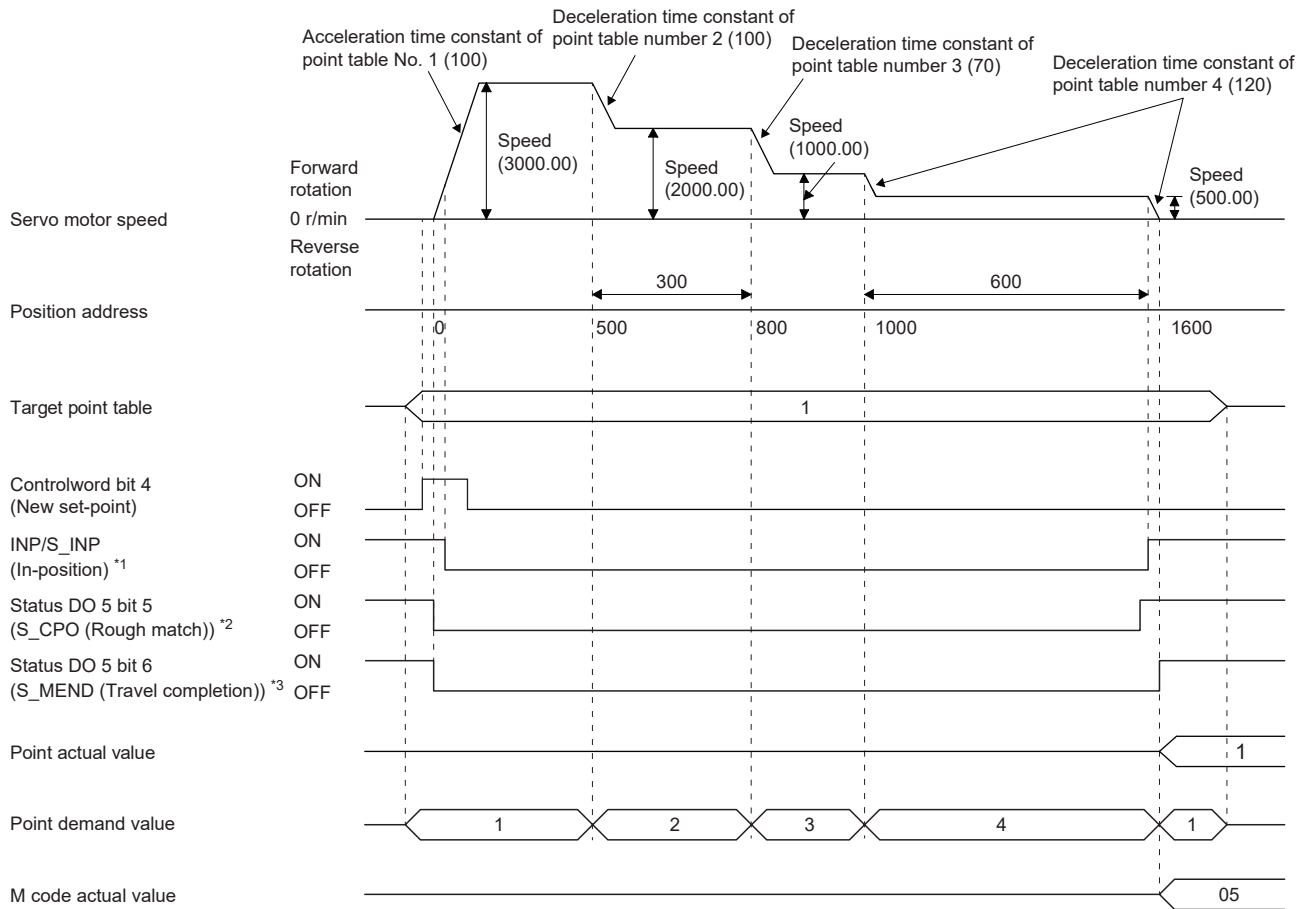 Deceleration time constant of
point table number 2 (100)
Acceleration time constant of
point table No. 1 (100)
Deceleration time constant of
point table number 3 (70)
Deceleration time constant of
point table number 4 (120)
Speed
(3000.00)
Speed
(2000.00)
Speed
(1000.00)
Speed
(500.00)
Forward
rotation
Servo motor speed
0 r/min
Reverse
rotation
300
600
Position address
0
500
800
1000
1600
Target point table
1
Controlword bit 4
(New set-point)
ON
OFF
INP/S_INP
(In-position) *1
ON
OFF
Status DO 5 bit 5
(S_CPO (Rough match)) *2
ON
OFF
Status DO 5 bit 6
(S_MEND (Travel completion)) *3
ON
OFF
Point actual value
1
Point demand value
1
2
3
4
1
M code actual value
05